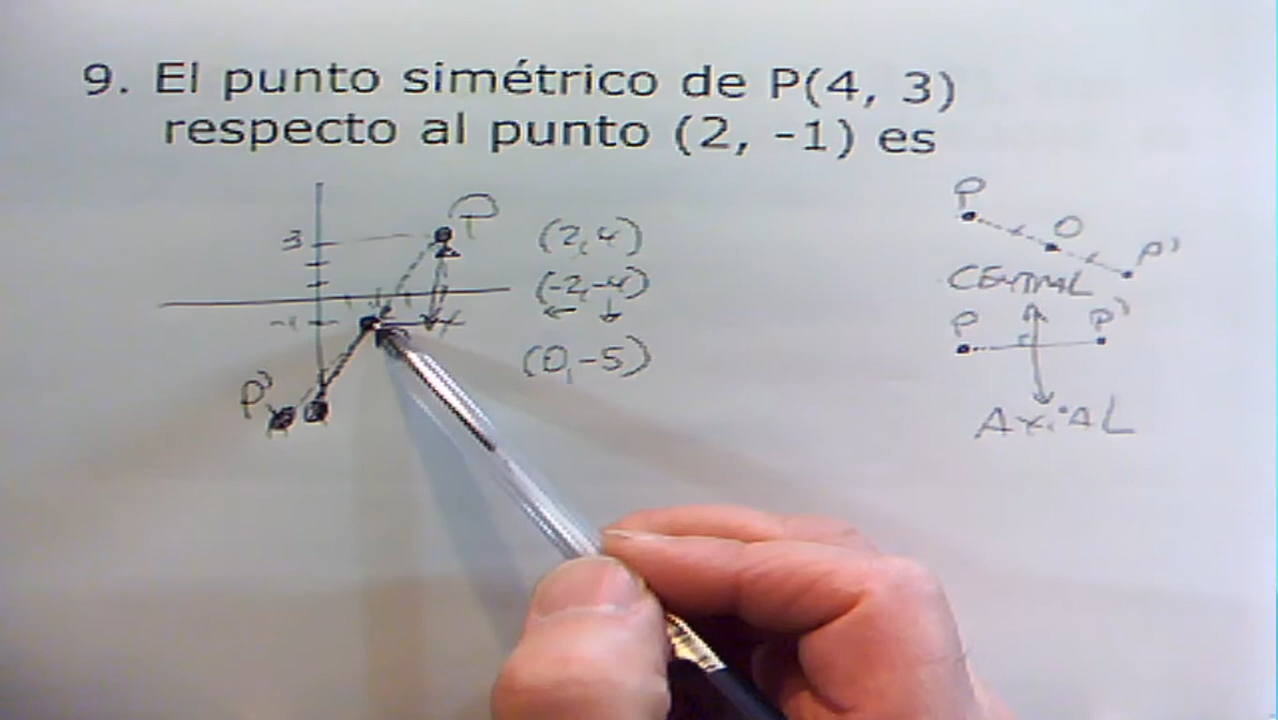 9. El punto simétrico de P(4, 3)
respecto al punto (2, -1) es
3
P
-1
P'
(2,4)
(-2,-4)
(0,-5)
P O P'
CENTRAL
P P'
AXIAL